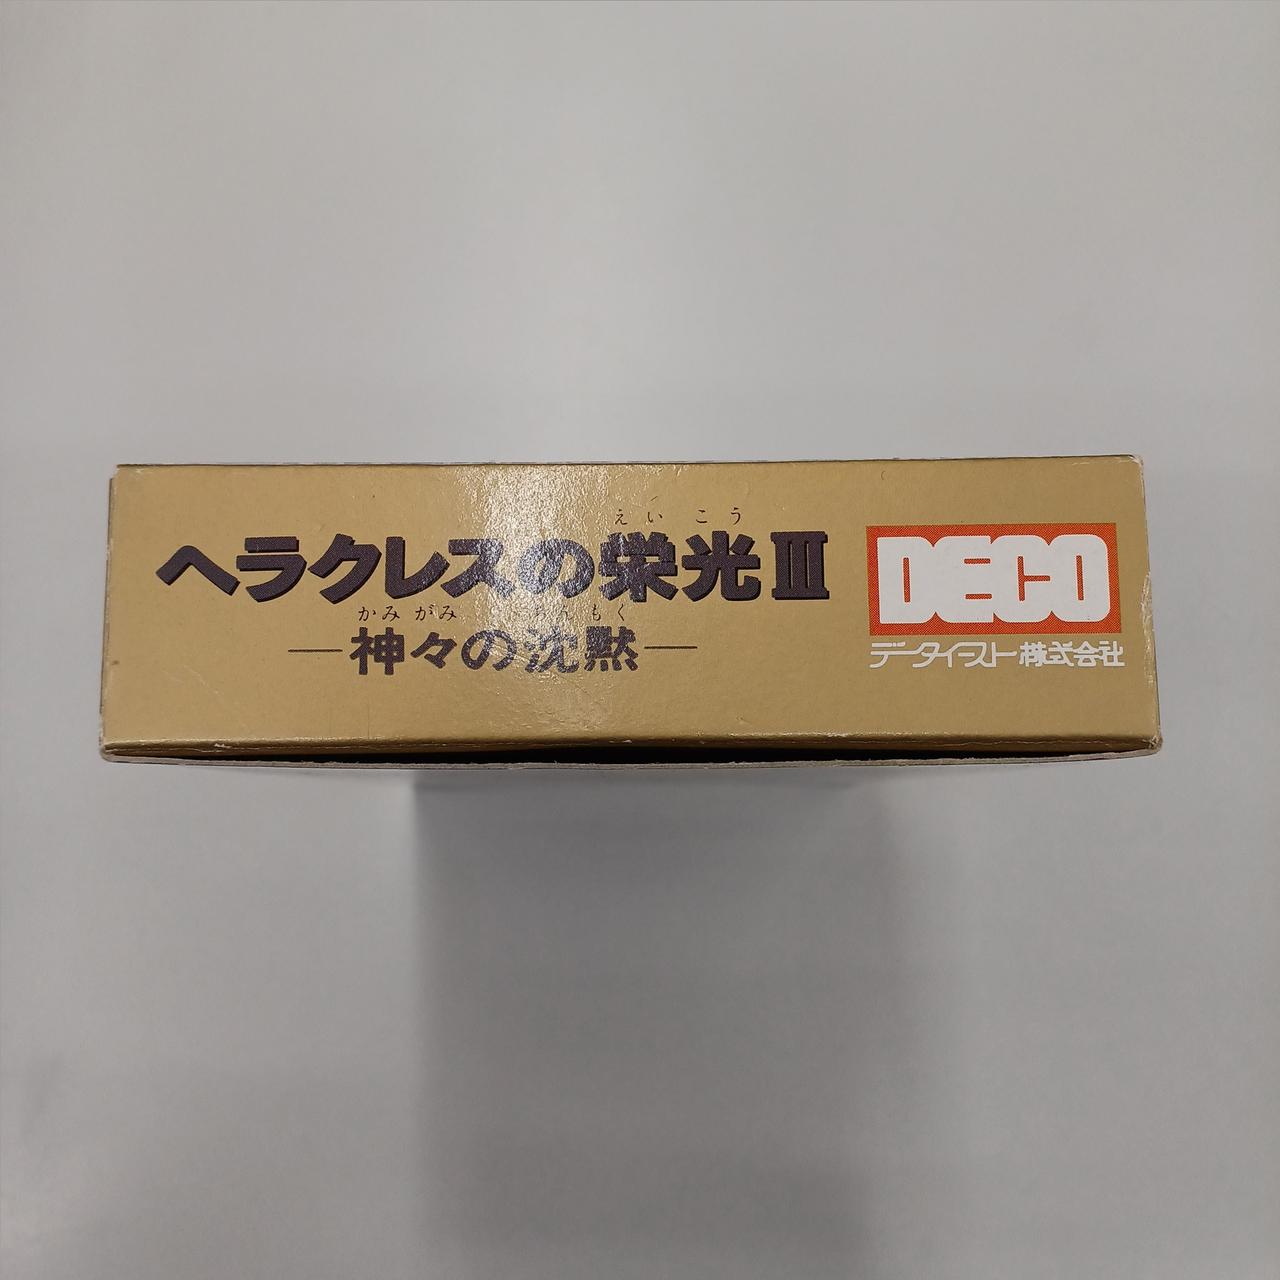 えいこう
ヘラクレスの栄光III
かみがみ ちんもく
—神々の沈黙—
DECO
データイースト株式会社